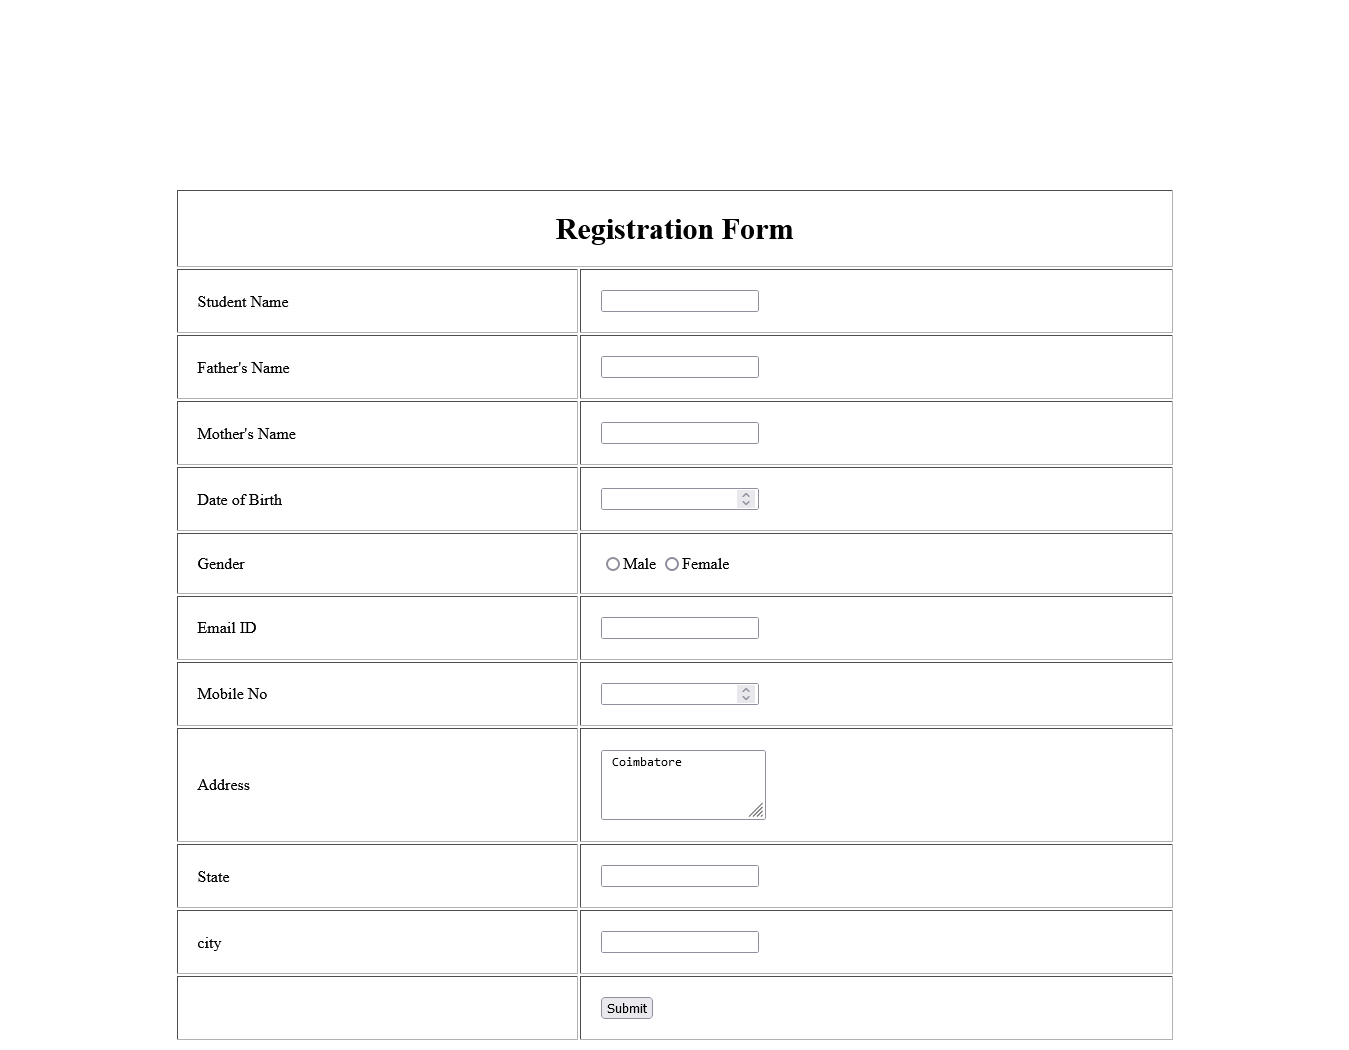 Registration Form
Student Name
Father's Name
Mother's Name
Date of Birth
Gender Male Female
Email ID
Mobile No
Address Coimbatore
State
city
Submit